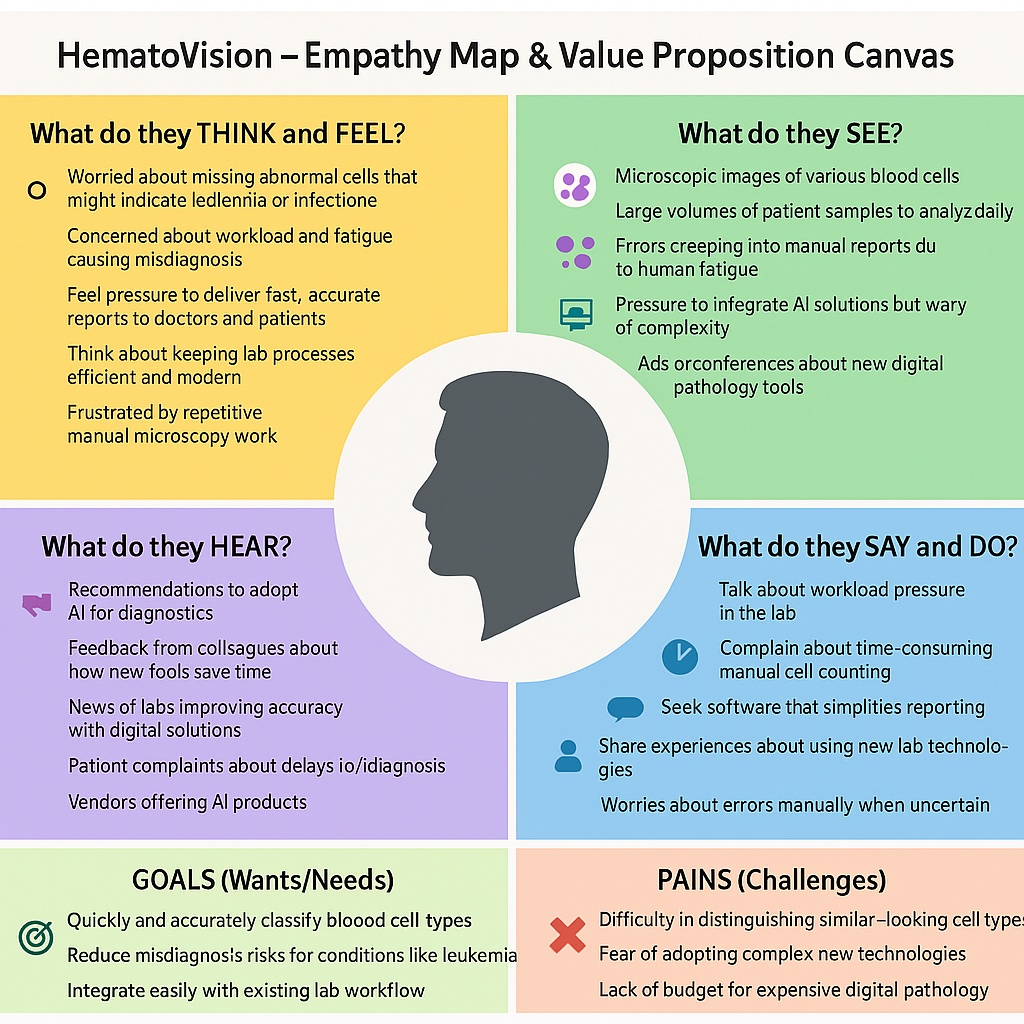 HematoVision – Empathy Map & Value Proposition Canvas
What do they THINK and FEEL?
Worried about missing abnormal cells that
might indicate ledlennia or infectione
Concerned about workload and fatigue
causing misdiagnosis
Feel pressure to deliver fast, accurate
reports to doctors and patients
Think about keeping lab processes
efficient and modern
Frustrated by repetitive
manual microscopy work
What do they SEE?
Microscopic images of various blood cells
Large volumes of patient samples to analyz daily
Frrors creeping into manual reports du
to human fatigue
Pressure to infegrate AI solutions but wary
of complexity
Ads orconferences about new digital
pathology tools
What do they HEAR?
Recommendations to adopt
AI for diagnostics
Feedback from collsagues about
how new fools save time
News of labs improving accuracy
with digital solutions
Pationt complaints about delays io/idiagnosis
Vendors offering AI products
What do they SAY and DO?
Talk about workload pressure
in the lab
Complain about time-consurning
manual cell counting
Seek software that simplities reporting
Share experiences about using new lab technolo-
gies
Worries about errors manually when uncertain
GOALS (Wants/Needs)
Quickly and accurately classify bloood cell types
Reduce misdiagnosis risks for conditions like leukemia
Integrate easily with existing lab workflow
PAINS (Challenges)
Difficulty in distinguishing similar–looking cell types
Fear of adopting complex new technologies
Lack of budget for expensive digital pathology